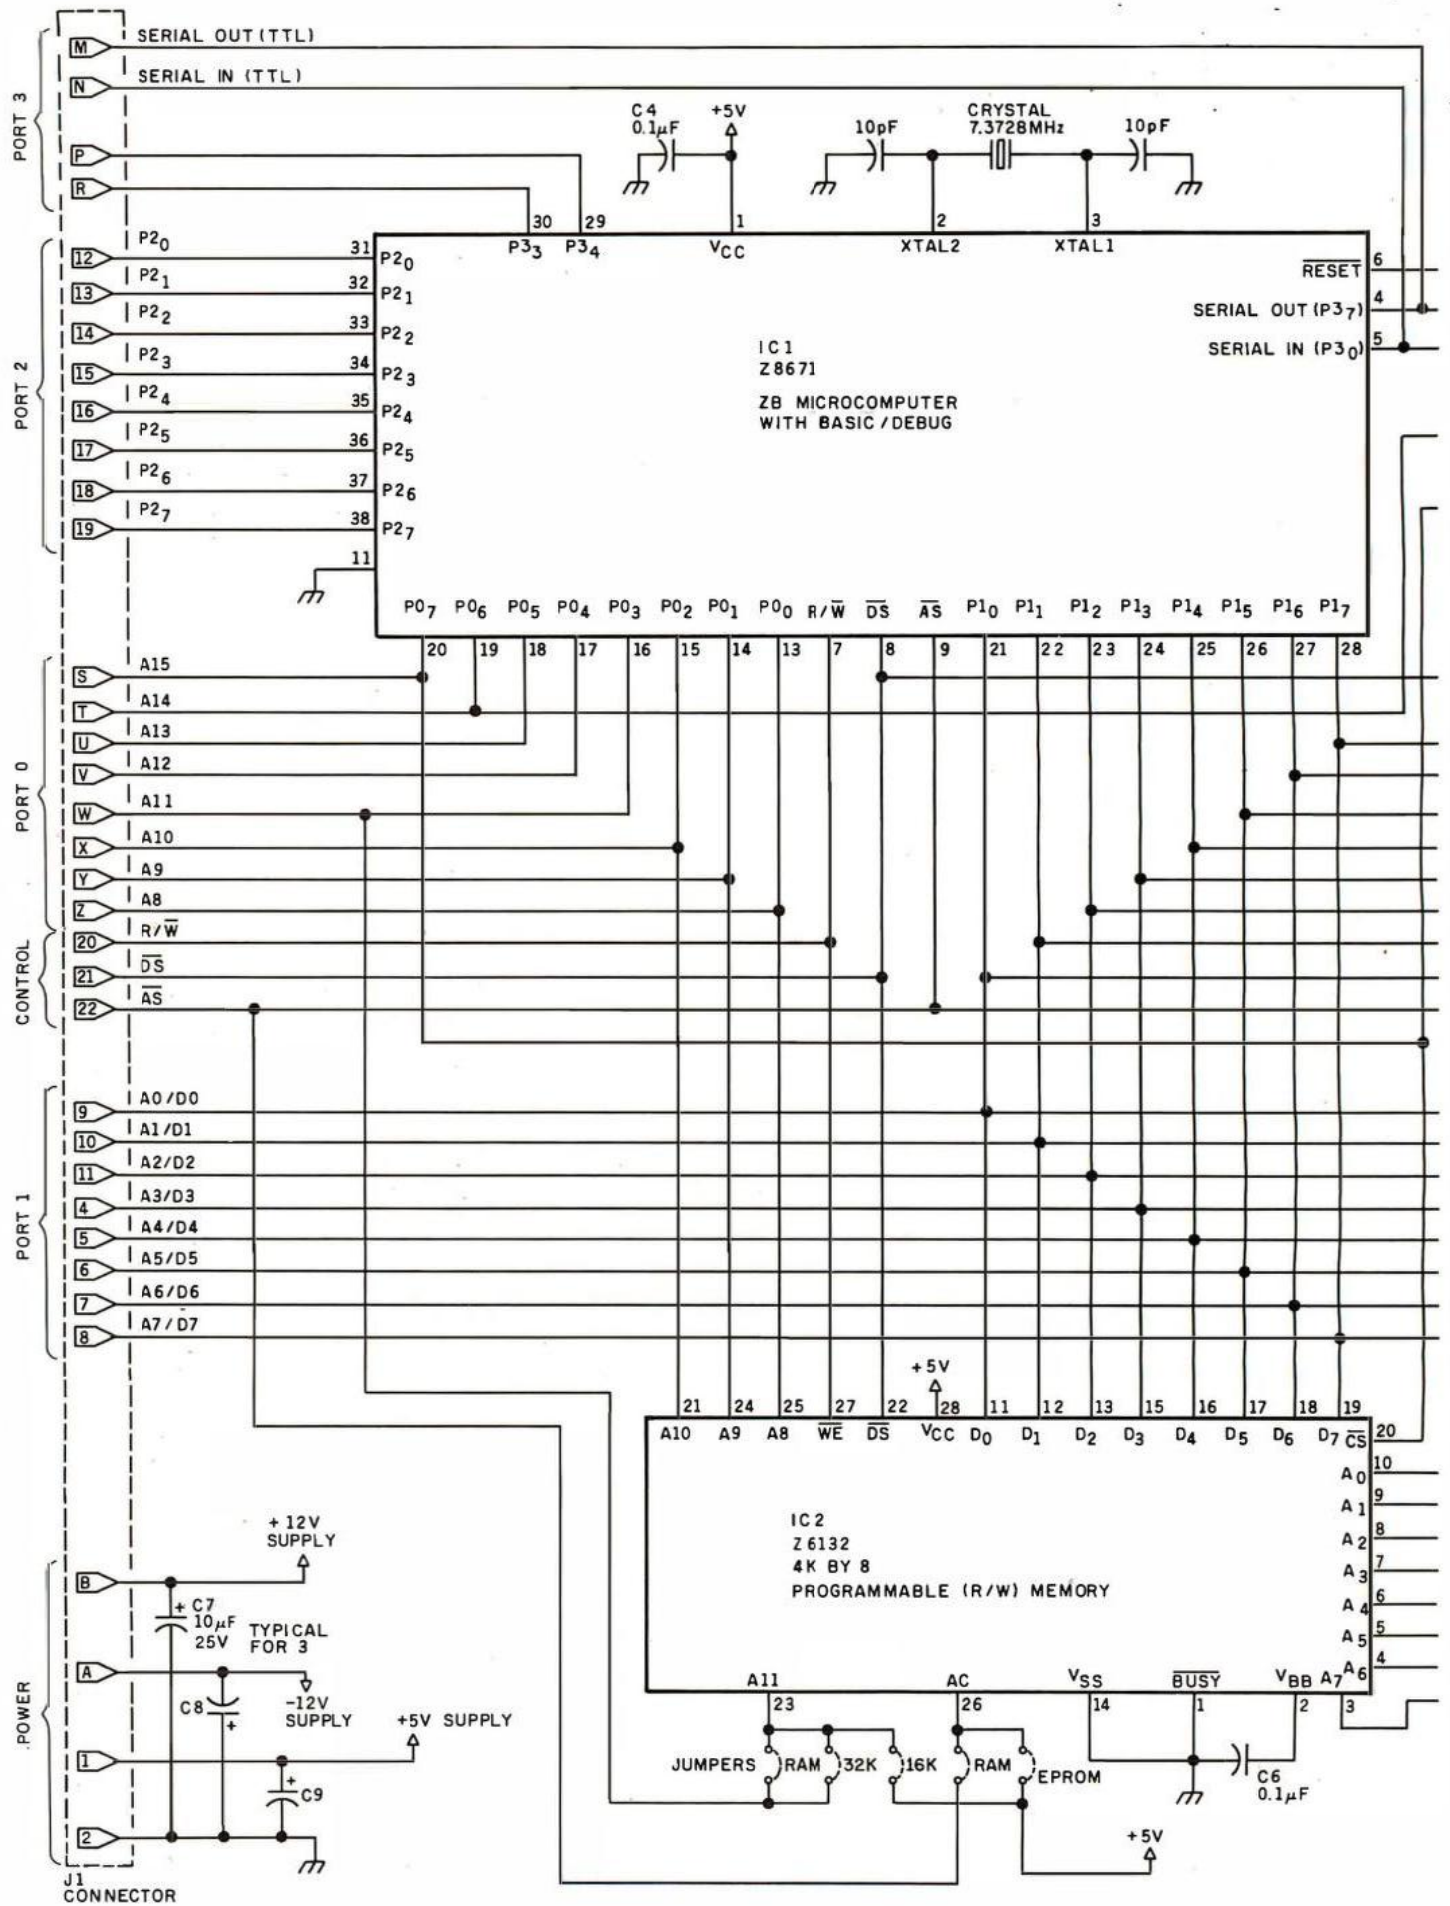 SERIAL OUT (TTL)
M
SERIAL IN (TTL)
N
PORT 3
P
R
C4
0.1µF
+5V
10pF
CRYSTAL
7.3728MHz
10pF
30 29 1 2 3
P3₃ P3₄ VCC XTAL2 XTAL1
PORT 2
12 P2₀ 31 P2₀
13 P2₁ 32 P2₁
14 P2₂ 33 P2₂
15 P2₃ 34 P2₃
16 P2₄ 35 P2₄
17 P2₅ 36 P2₅
18 P2₆ 37 P2₆
19 P2₇ 38 P2₇
11
R̅E̅S̅E̅T̅ 6
SERIAL OUT (P3₇) 4
SERIAL IN (P3₀) 5
IC1
Z8671
Z8 MICROCOMPUTER
WITH BASIC/DEBUG
P0₇ P0₆ P0₅ P0₄ P0₃ P0₂ P0₁ P0₀ R/W̅ D̅S̅ A̅S̅ P1₀ P1₁ P1₂ P1₃ P1₄ P1₅ P1₆ P1₇
20 19 18 17 16 15 14 13 7 8 9 21 22 23 24 25 26 27 28
PORT 0
S A15
T A14
U A13
V A12
W A11
X A10
Y A9
Z A8
CONTROL
20 R/W̅
21 D̅S̅
22 A̅S̅
PORT 1
9 A0/D0
10 A1/D1
11 A2/D2
4 A3/D3
5 A4/D4
6 A5/D5
7 A6/D6
8 A7/D7
+5V
21 24 25 27 22 28 11 12 13 15 16 17 18 19
A10 A9 A8 W̅E̅ D̅S̅ VCC D₀ D₁ D₂ D₃ D₄ D₅ D₆ D₇
C̅S̅ 20
A₀ 10
A₁ 9
A₂ 8
A₃ 7
A₄ 6
A₅ 5
A₆ 4
IC2
Z6132
4K BY 8
PROGRAMMABLE (R/W) MEMORY
A11 AC VSS B̅U̅S̅Y̅ VBB A7
23 26 14 1 2 3
JUMPERS RAM 32K 16K RAM EPROM
C6
0.1µF
+5V
POWER
+12V
SUPPLY
B
+ C7
10µF
25V
TYPICAL
FOR 3
A
-12V
SUPPLY
C8
+
+5V SUPPLY
1
+
C9
2
J1
CONNECTOR